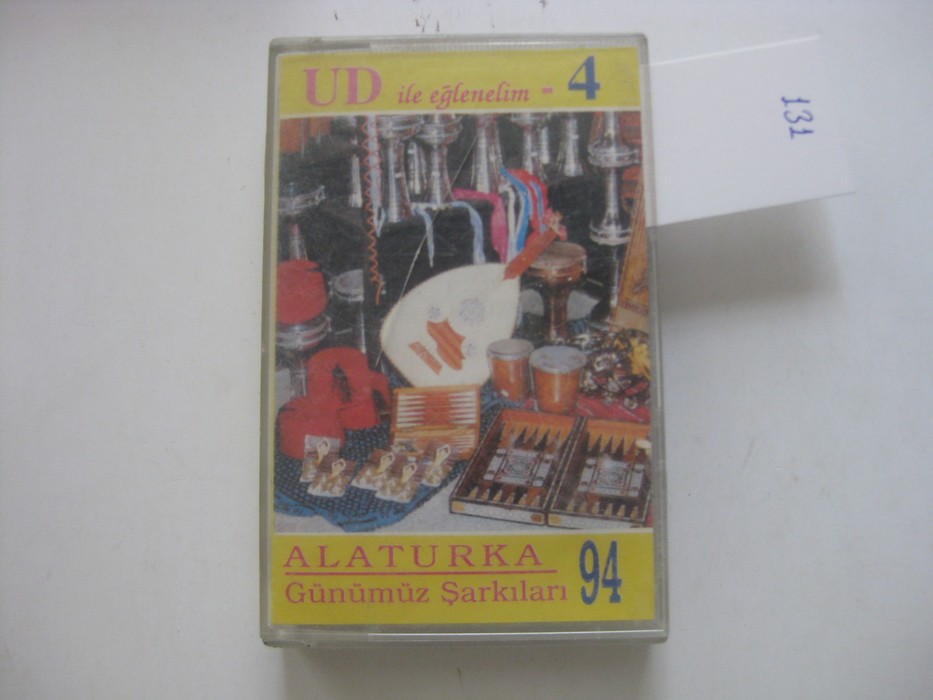 UD ile eğlenelim - 4
131
ALATURKA
Günümüz Şarkıları 94